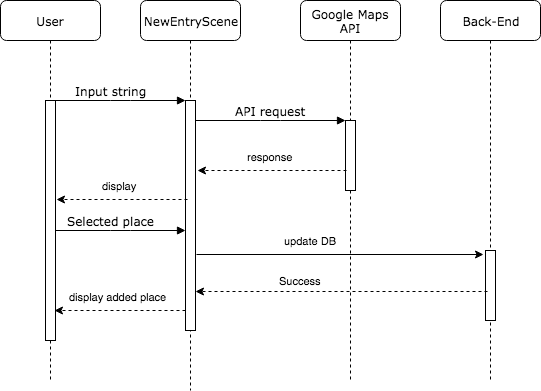 User
NewEntryScene
Google Maps
API
Back-End
Input string
API request
response
display
Selected place
update DB
Success
display added place